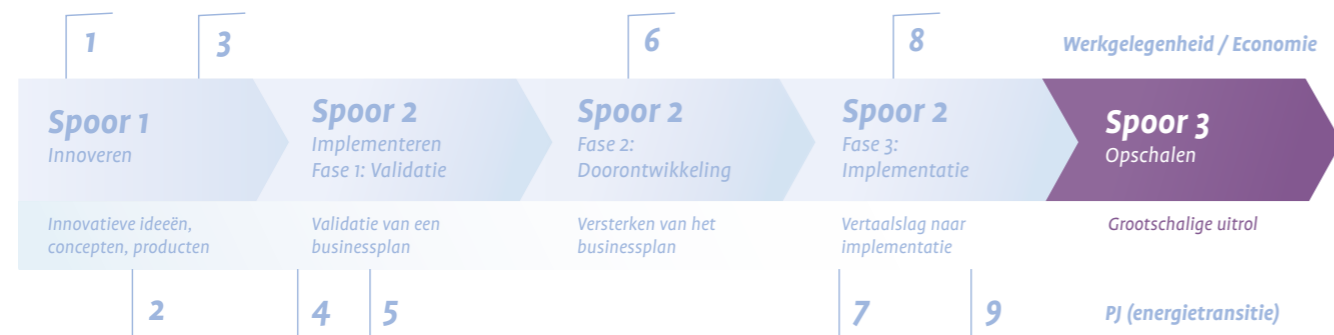 1
3
6
8
Werkgelegenheid / Economie
Spoor 1
Innoveren
Spoor 2
Implementeren
Fase 1: Validatie
Spoor 2
Fase 2:
Doorontwikkeling
Spoor 2
Fase 3:
Implementatie
Spoor 3
Opschalen
Innovatieve ideeën,
concepten, producten
Validatie van een
businessplan
Versterken van het
businessplan
Vertaalslag naar
implementatie
Grootschalige uitrol
2
4
5
7
9
PJ (energietransitie)